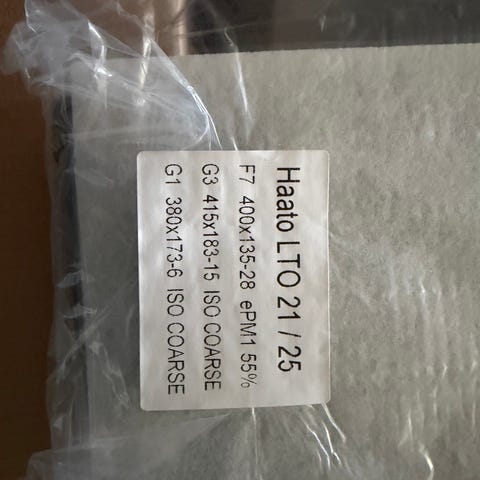 Haato LTO 21 / 25
F7 400x135-28 ePM1 55%
G3 415x183-15 ISO COARSE
G1 380x173-6 ISO COARSE